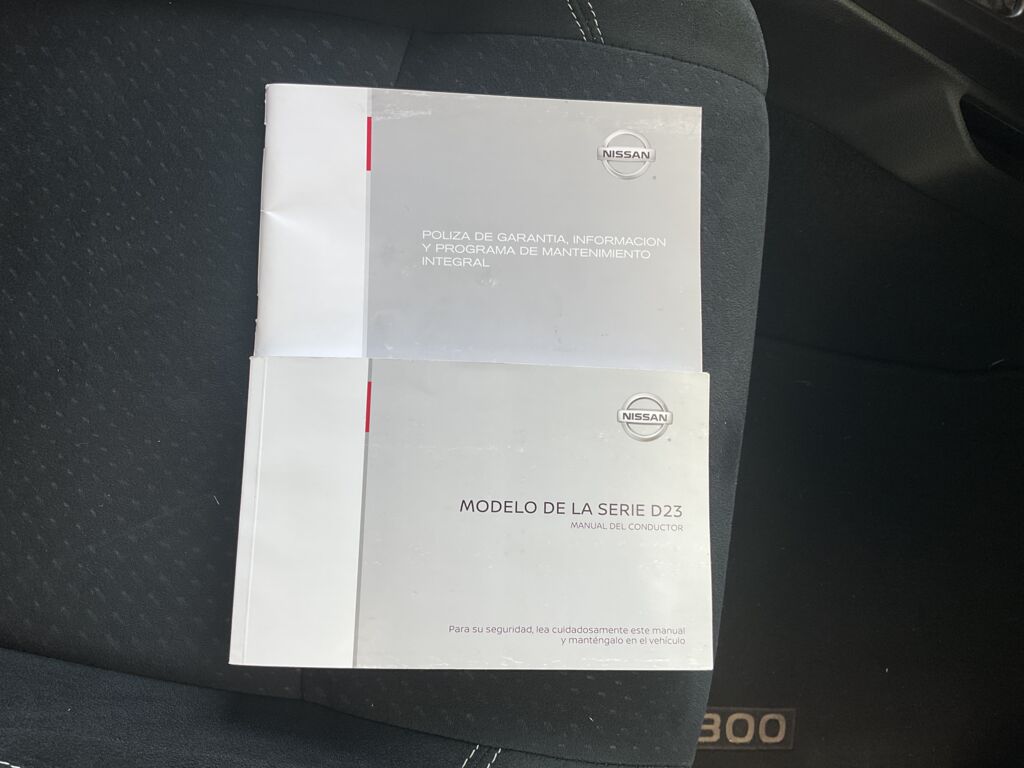 NISSAN
POLIZA DE GARANTIA, INFORMACION
Y PROGRAMA DE MANTENIMIENTO
INTEGRAL
NISSAN
MODELO DE LA SERIE D23
MANUAL DEL CONDUCTOR
Para su seguridad, lea cuidadosamente este manual
y manténgalo en el vehículo
300